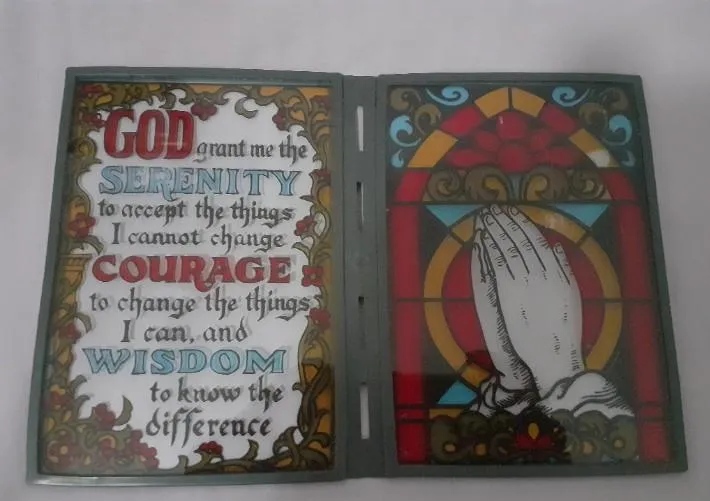 GOD grant me the
SERENITY
to accept the things
I cannot change
COURAGE
to change the things
I can, and
WISDOM
to know the
difference